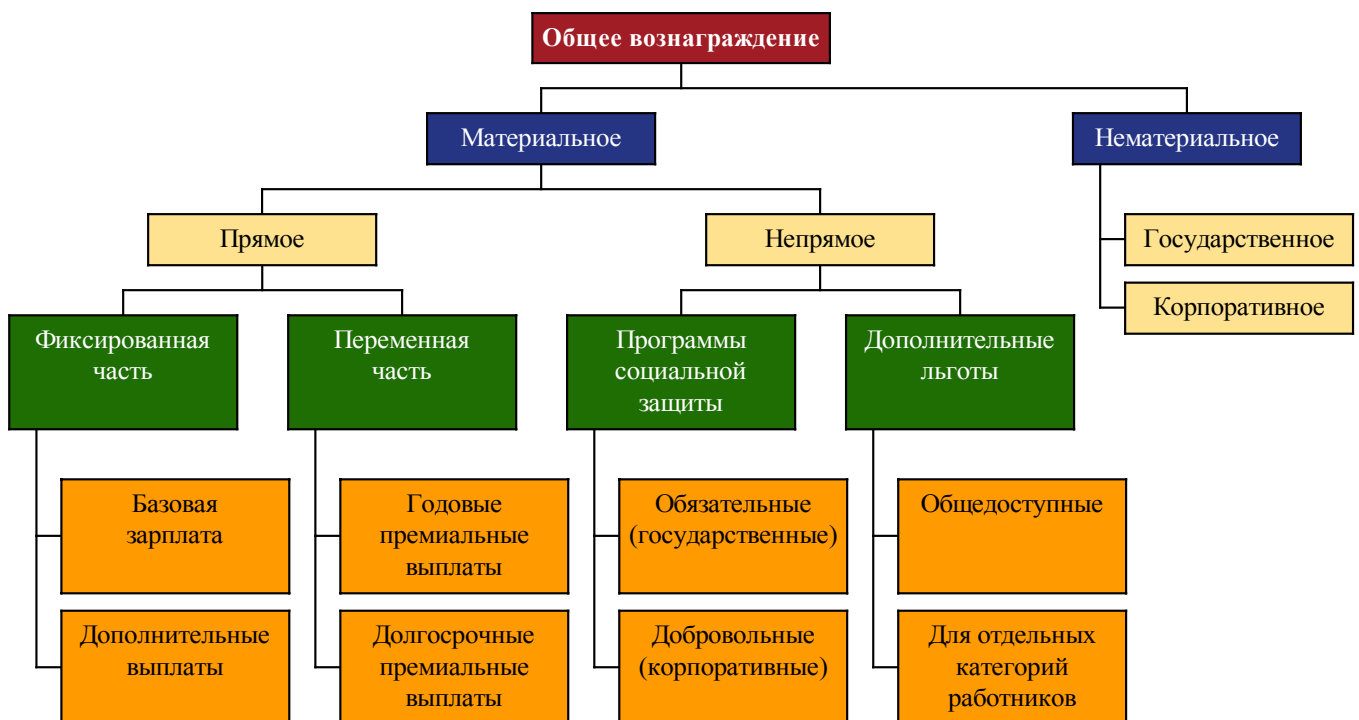 Общее вознаграждение
Материальное
Нематериальное
Прямое
Непрямое
Государственное
Корпоративное
Фиксированная
часть
Переменная
часть
Программы
социальной
защиты
Дополнительные
льготы
Базовая
зарплата
Годовые
премиальные
выплаты
Обязательные
(государственные)
Общедоступные
Дополнительные
выплаты
Долгосрочные
премиальные
выплаты
Добровольные
(корпоративные)
Для отдельных
категорий
работников